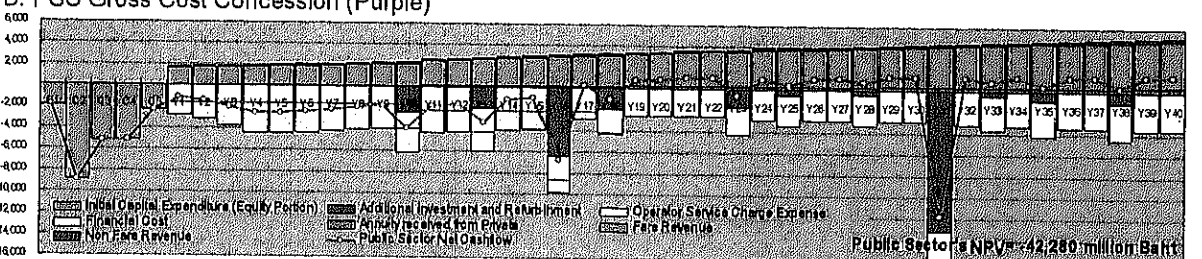 B. PSC Gross Cost Concession (Purple)
6,000
4,000
2,000
-2,000
-4,000
-6,000
-8,000
10,000
12,000
14,000
16,000
C2 C3 C4 C5 Y1 Y2 Y3 Y4 Y5 Y6 Y7 Y8 Y9 Y11 Y12 Y14 Y15 17 Y19 Y20 Y21 Y22 Y24 Y25 Y26 Y27 Y28 Y29 Y30 Y32 Y33 Y34 Y35 Y36 Y37 Y38 Y39 Y40
Initial Capital Expenditure (Equity Portion) Additional Investment and Refurbishment Operator Service Charge Expense
Financial Cost Annuity received from Private Fare Revenue
Non Fare Revenue Public Sector Net Cashflow
Public Sector's NPV= -42,280 million Baht